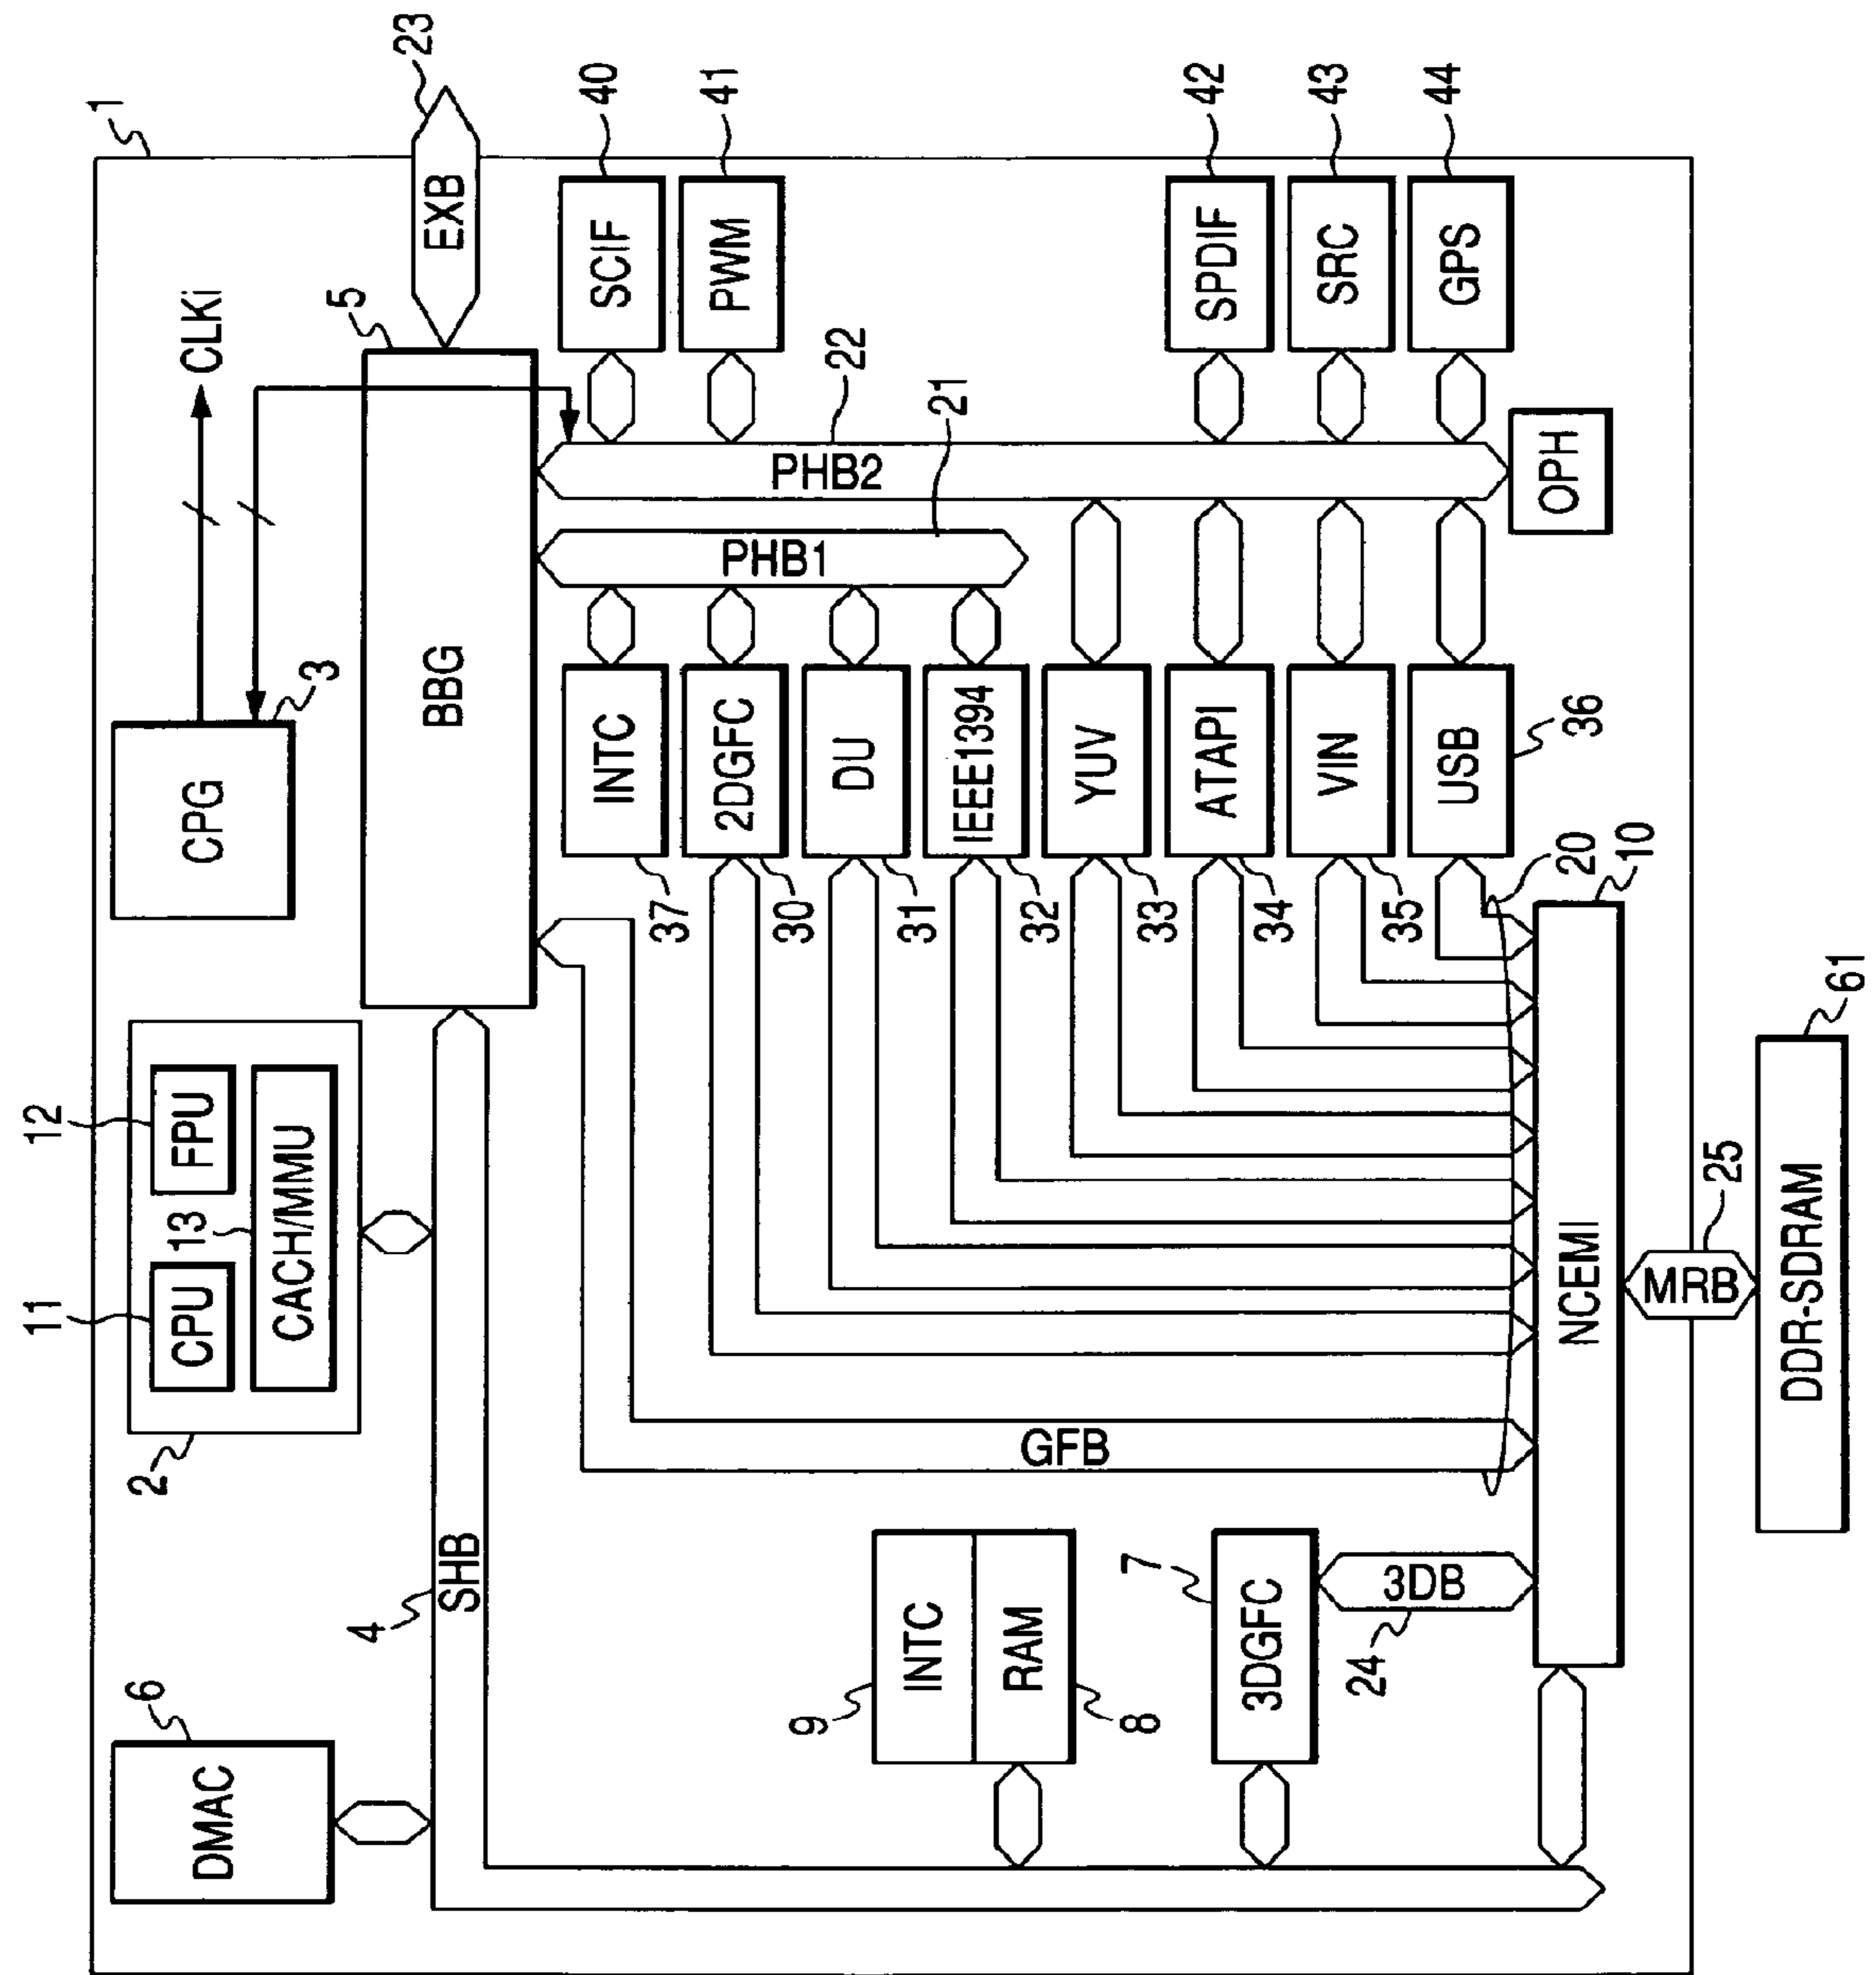 1
6
DMAC
2
11
CPU
12
FPU
13
CACH/MMU
CPG
3
CLKi
4
SHB
BBG
5
EXB
23
9
INTC
RAM
8
7
3DGFC
24
3DB
GFB
37
INTC
30
2DGFC
31
DU
32
IEEE1394
33
YUV
34
ATAPI
35
VIN
USB
36
PHB1
21
PHB2
22
SCIF
40
PWM
41
SPDIF
42
SRC
43
GPS
44
OPH
20
10
NCEMI
MRB
25
DDR-SDRAM
61